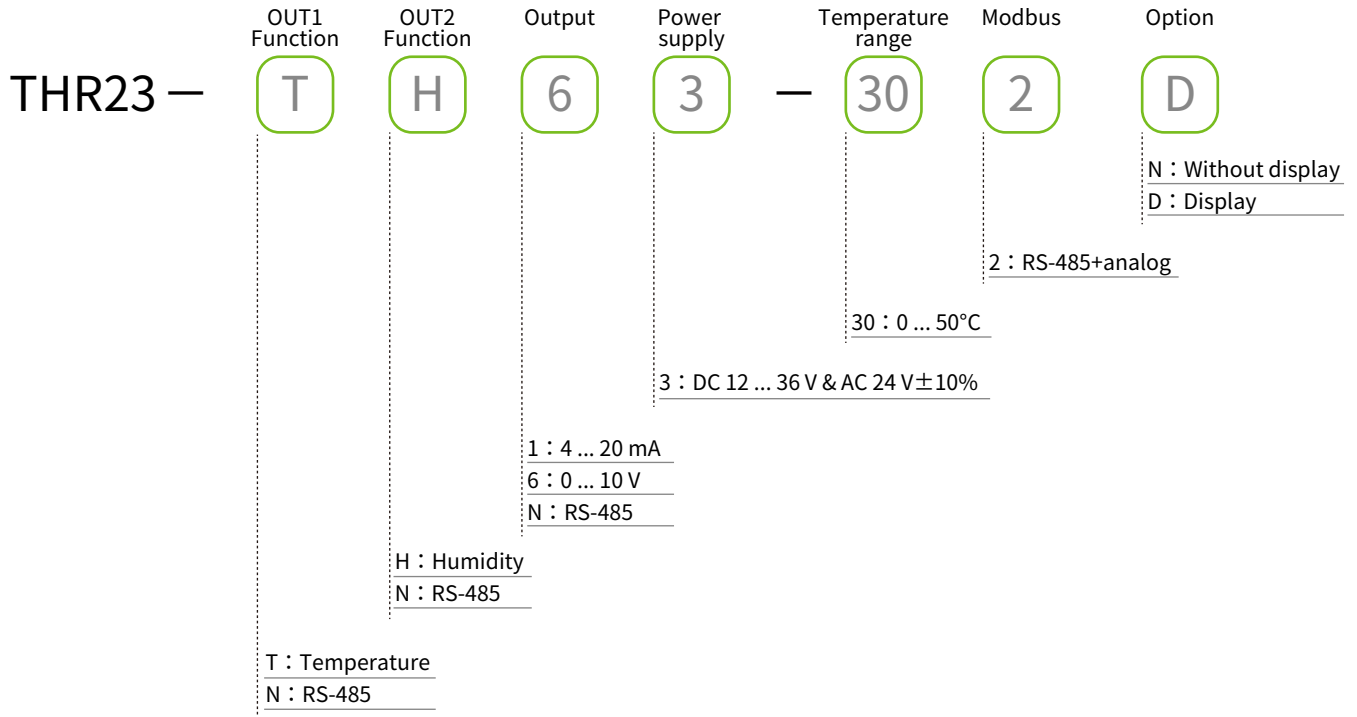 OUT1 Function
OUT2 Function
Output
Power supply
Temperature range
Modbus
Option
THR23 — T H 6 3 — 30 2 D
N：Without display
D：Display
2：RS-485+analog
30：0 ... 50°C
3：DC 12 ... 36 V & AC 24 V±10%
1：4 ... 20 mA
6：0 ... 10 V
N：RS-485
H：Humidity
N：RS-485
T：Temperature
N：RS-485